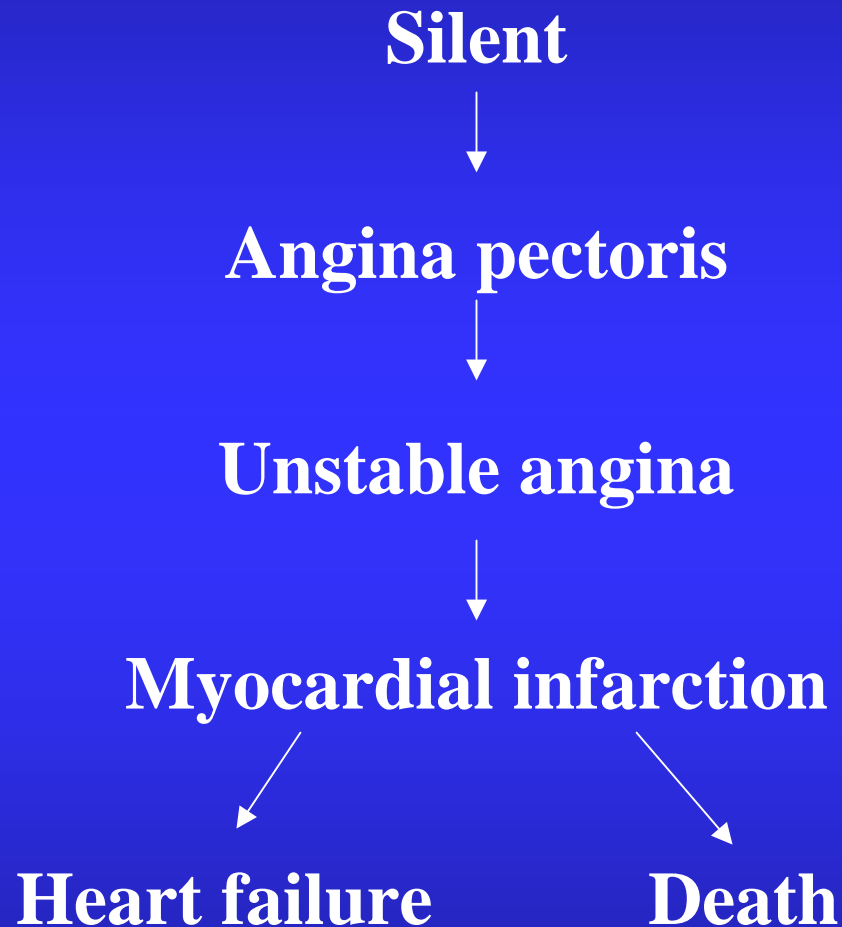 Silent
Angina pectoris
Unstable angina
Myocardial infarction
Heart failure Death